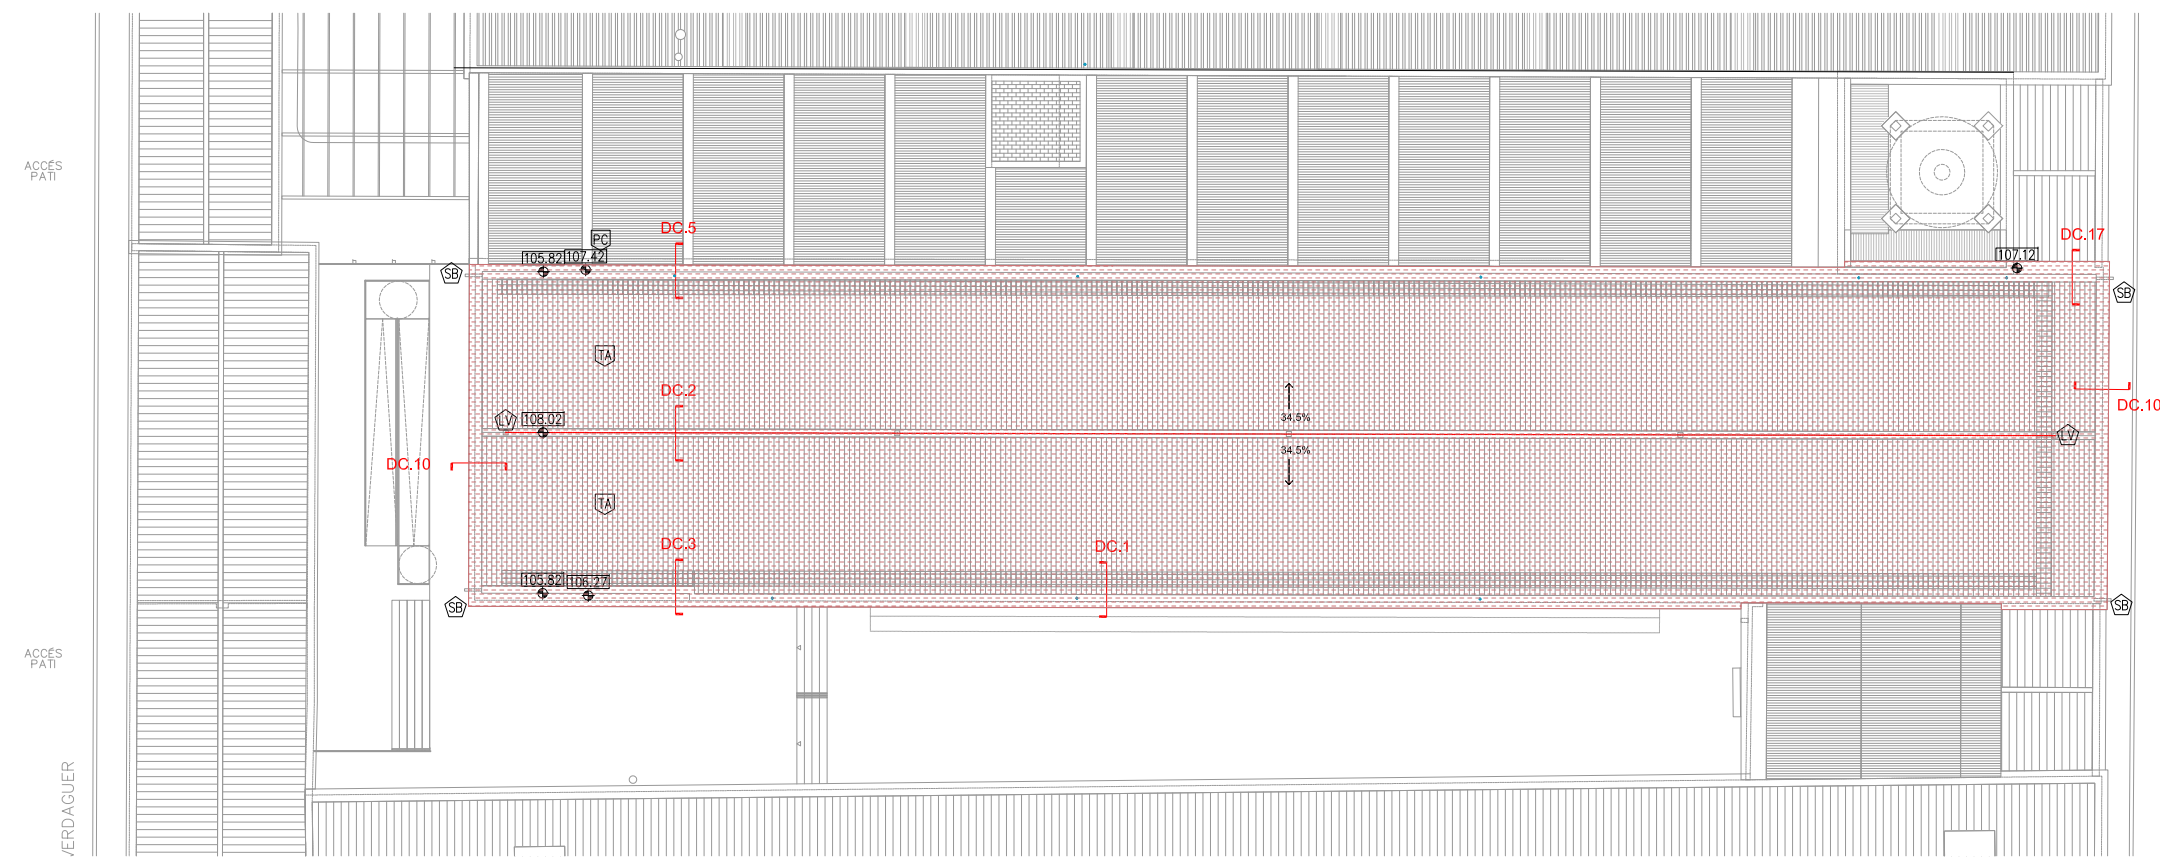 ACCÉS
PATI
DC.5
PC
105.82
107.42
SB
DC.17
107.12
SB
TA
DC.2
LV
108.02
34.5%
34.5%
DC.10
LV
DC.10
TA
DC.3
DC.1
105.82
106.27
SB
SB
ACCÉS
PATI
VERDAGUER